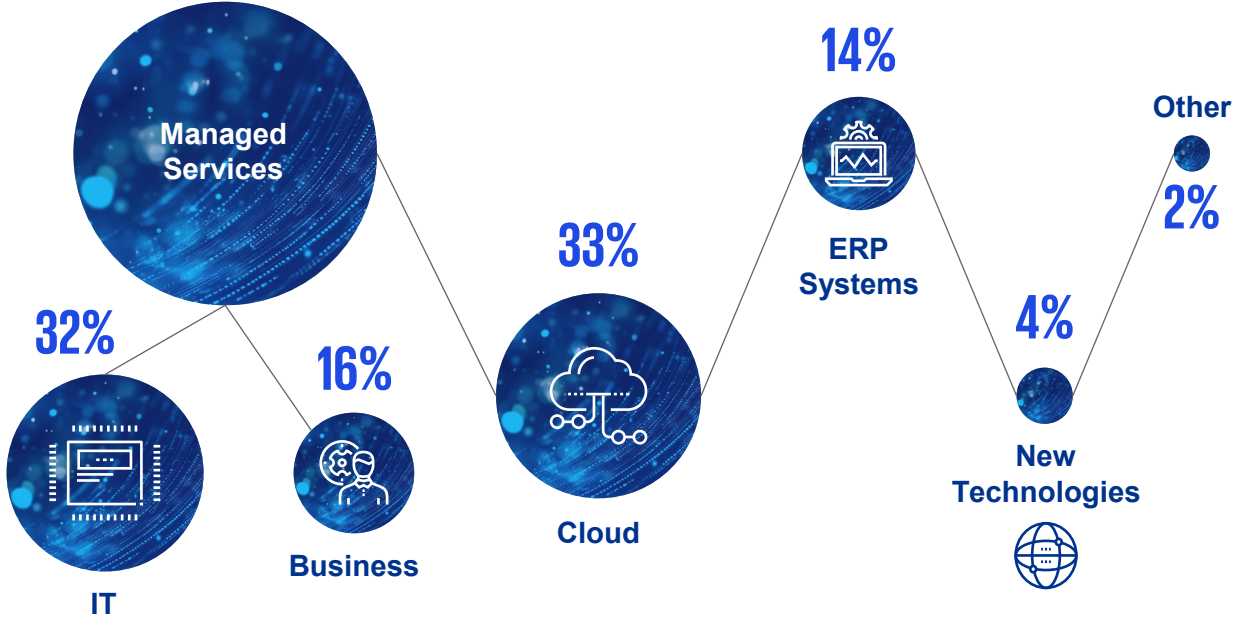 Managed
Services
32%
IT
16%
Business
33%
Cloud
14%
ERP
Systems
4%
New
Technologies
Other
2%